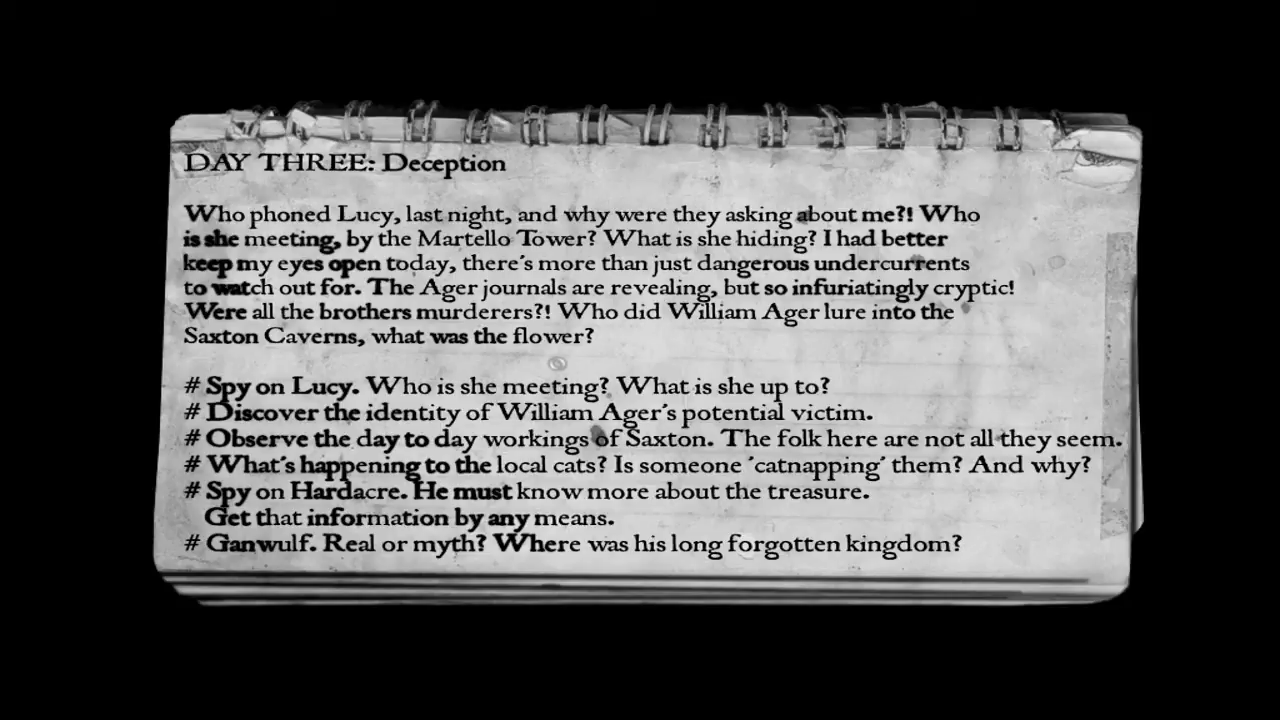 DAY THREE: Deception
Who phoned Lucy, last night, and why were they asking about me?! Who
is she meeting, by the Martello Tower? What is she hiding? I had better
keep my eyes open today, there's more than just dangerous undercurrents
to watch out for. The Ager journals are revealing, but so infuriatingly cryptic!
Were all the brothers murderers?! Who did William Ager lure into the
Saxton Caverns, what was the flower?
# Spy on Lucy. Who is she meeting? What is she up to?
# Discover the identity of William Ager's potential victim.
# Observe the day to day workings of Saxton. The folk here are not all they seem.
# What's happening to the local cats? Is someone 'catnapping' them? And why?
# Spy on Hardacre. He must know more about the treasure.
Get that information by any means.
# Ganwulf. Real or myth? Where was his long forgotten kingdom?